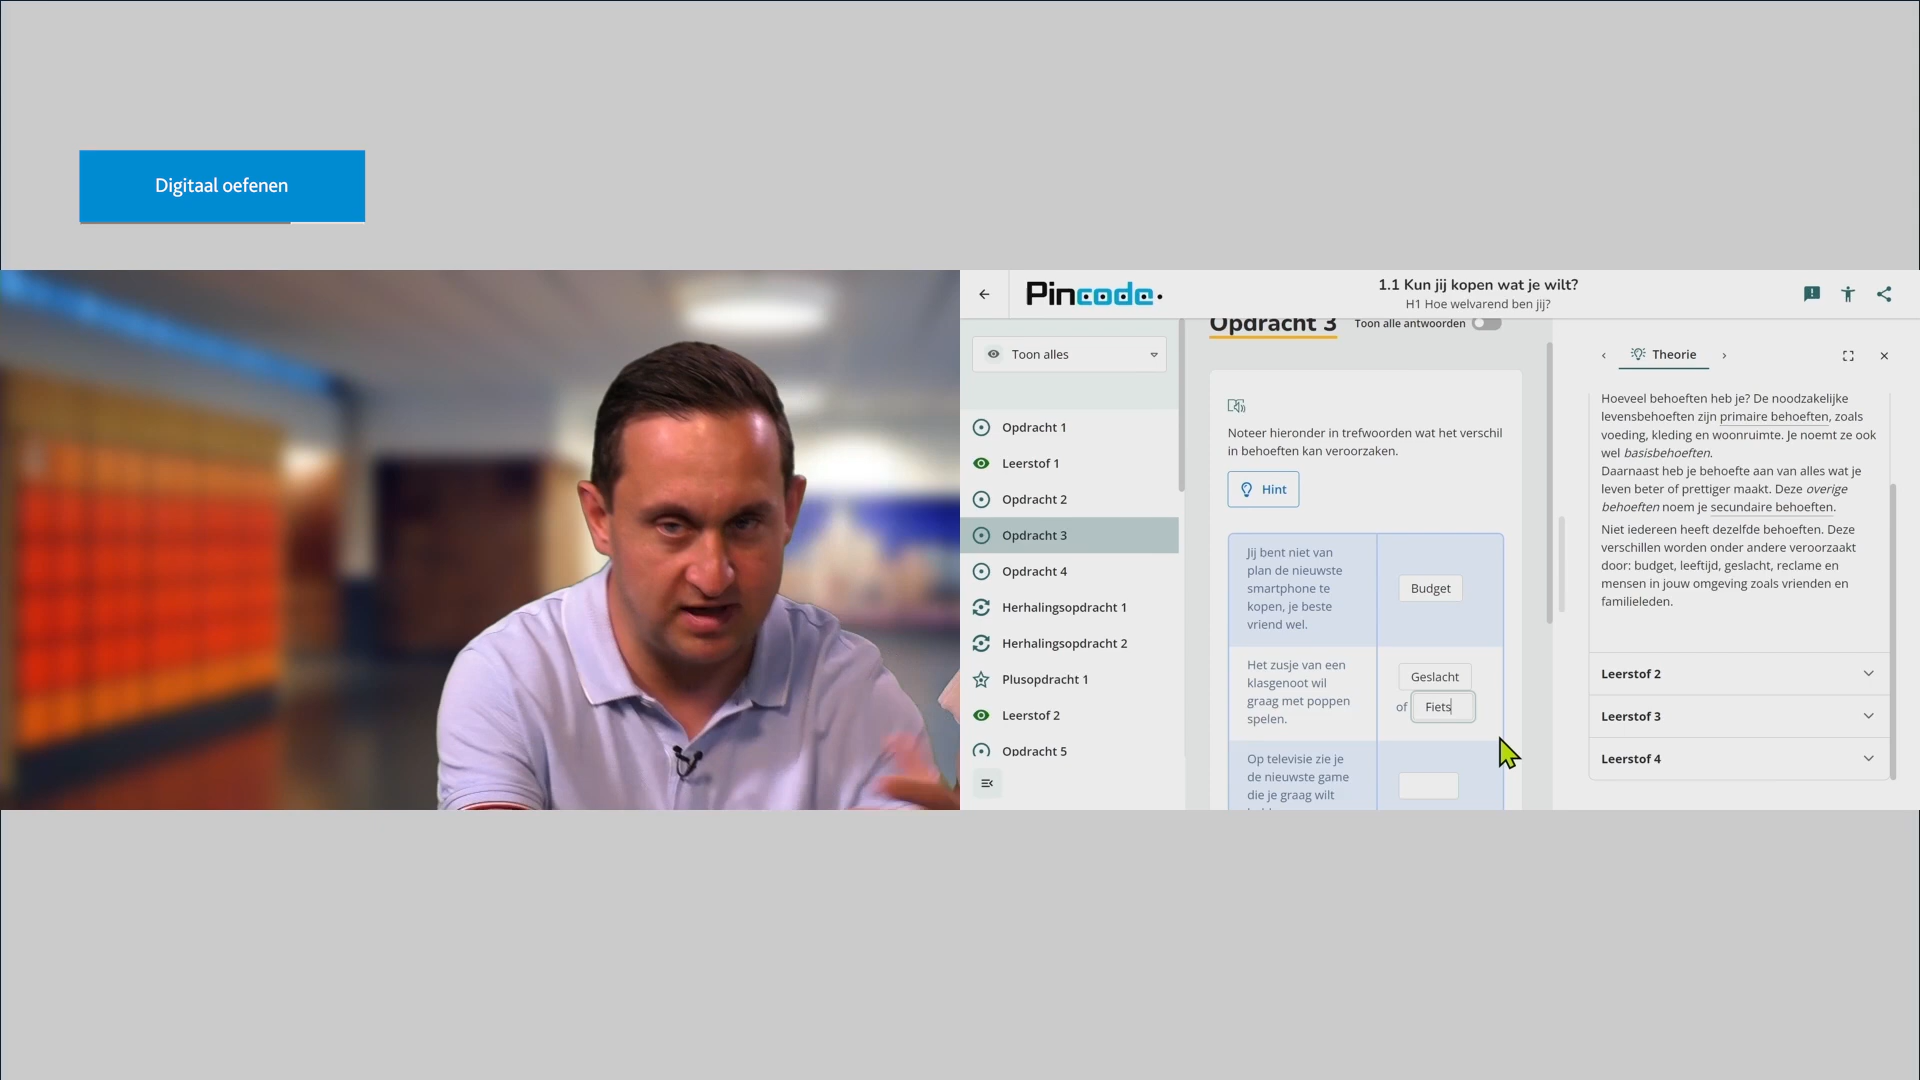 Digitaal oefenen
Pincode
1.1 Kun jij kopen wat je wilt?
H1 Hoe welvarend ben jij?
Toon alles
Opdracht 1
Leerstof 1
Opdracht 2
Opdracht 3
Opdracht 4
Herhalingsopdracht 1
Herhalingsopdracht 2
Plusopdracht 1
Leerstof 2
Opdracht 5
Opdracht 3
Toon alle antwoorden
Noteer hieronder in trefwoorden wat het verschil
in behoeften kan veroorzaken.
Hint
Jij bent niet van
plan de nieuwste
smartphone te
kopen, je beste
vriend wel.
Budget
Het zusje van een
klasgenoot wil
graag met poppen
spelen.
Geslacht
of Fiets
Op televisie zie je
de nieuwste game
die je graag wilt
Theorie
Hoeveel behoeften heb je? De noodzakelijke
levensbehoeften zijn primaire behoeften, zoals
voeding, kleding en woonruimte. Je noemt ze ook
wel basisbehoeften.
Daarnaast heb je behoefte aan van alles wat je
leven beter of prettiger maakt. Deze overige
behoeften noem je secundaire behoeften.
Niet iedereen heeft dezelfde behoeften. Deze
verschillen worden onder andere veroorzaakt
door: budget, leeftijd, geslacht, reclame en
mensen in jouw omgeving zoals vrienden en
familieleden.
Leerstof 2
Leerstof 3
Leerstof 4